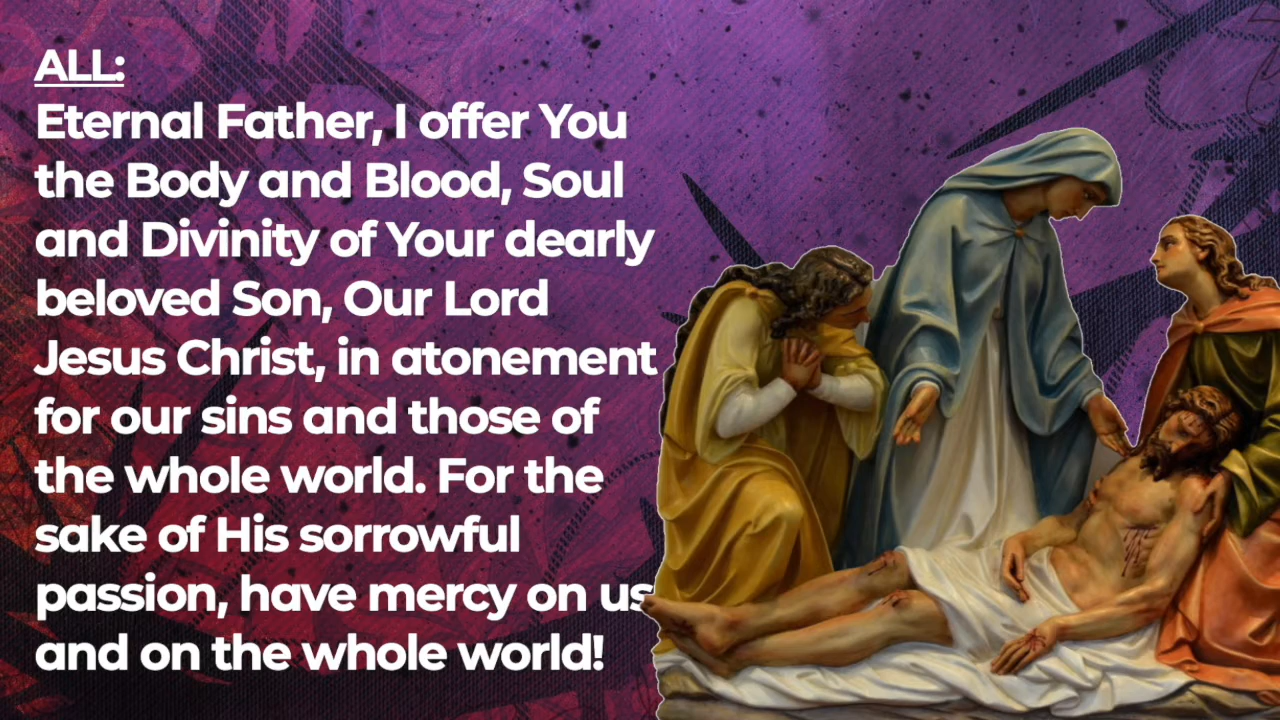 ALL:
Eternal Father, I offer You
the Body and Blood, Soul
and Divinity of Your dearly
beloved Son, Our Lord
Jesus Christ, in atonement
for our sins and those of
the whole world. For the
sake of His sorrowful
passion, have mercy on us
and on the whole world!